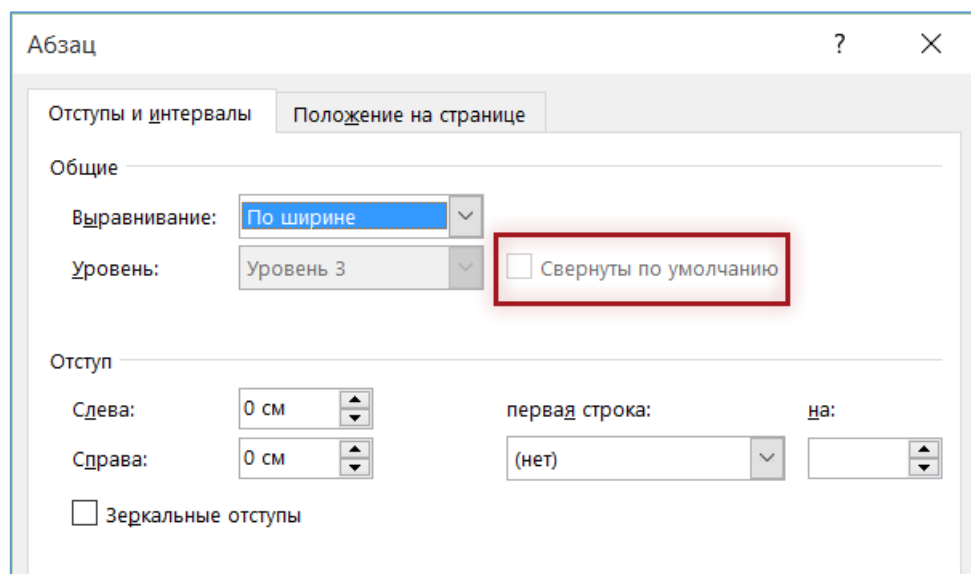 Абзац ?
Отступы и интервалы Положение на странице
Общие
Выравнивание: По ширине
Уровень: Уровень 3 Свернуты по умолчанию
Отступ
Слева: 0 см первая строка: на:
Справа: 0 см (нет)
Зеркальные отступы